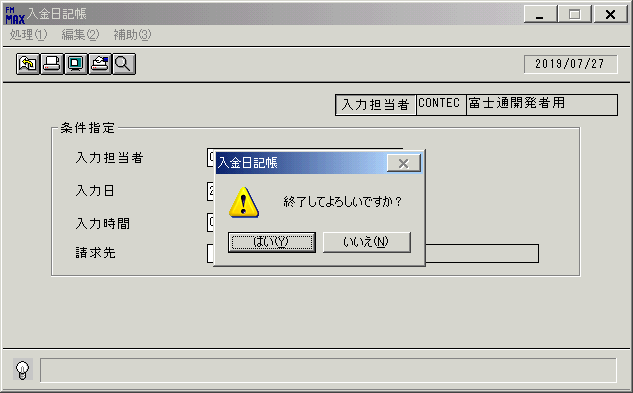 FM MAX 入金日記帳
処理(1) 編集(2) 補助(3)
2019/07/27
入力担当者 CONTEC 富士通開発者用
条件指定
入力担当者
入金日記帳
入力日
終了してよろしいですか?
入力時間
はい(Y) いいえ(N)
請求先